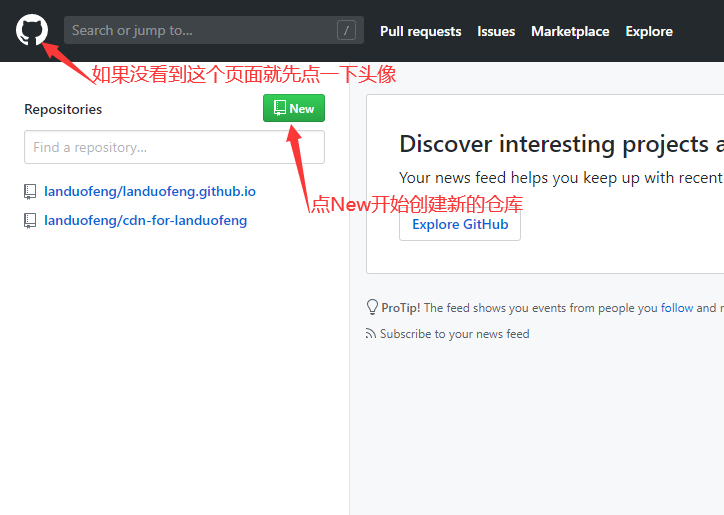 Search or jump to... /
Pull requests Issues Marketplace Explore
如果没看到这个页面就先点一下头像
Repositories
New
Find a repository...
landuofeng/landuofeng.github.io
landuofeng/cdn-for-landuofeng
点New开始创建新的仓库
Discover interesting projects a
Your news feed helps you keep up with recent
Explore GitHub
ProTip! The feed shows you events from people you follow and
Subscribe to your news feed